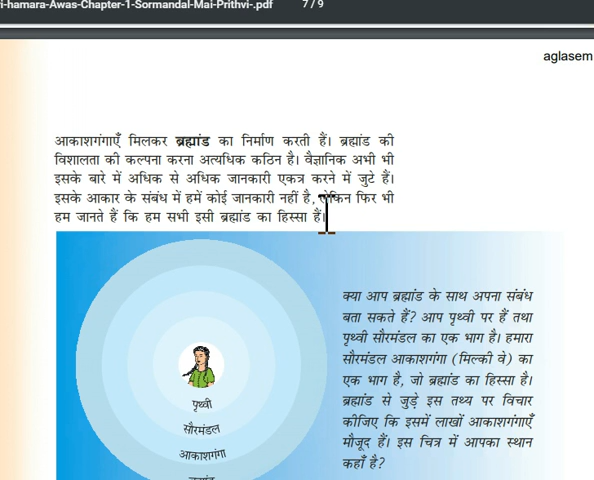 i-hamara-Awas-Chapter-1-Sormandal-Mai-Prithvi-.pdf 7 / 9
aglasem
आकाशगंगाएँ मिलकर ब्रह्मांड का निर्माण करती हैं। ब्रह्मांड की
विशालता की कल्पना करना अत्यधिक कठिन है। वैज्ञानिक अभी भी
इसके बारे में अधिक से अधिक जानकारी एकत्र करने में जुटे हैं।
इसके आकार के संबंध में हमें कोई जानकारी नहीं है, लेकिन फिर भी
हम जानते हैं कि हम सभी इसी ब्रह्मांड का हिस्सा हैं।
क्या आप ब्रह्मांड के साथ अपना संबंध
बता सकते हैं? आप पृथ्वी पर हैं तथा
पृथ्वी सौरमंडल का एक भाग है। हमारा
सौरमंडल आकाशगंगा (मिल्की वे) का
एक भाग है, जो ब्रह्मांड का हिस्सा है।
ब्रह्मांड से जुड़े इस तथ्य पर विचार
कीजिए कि इसमें लाखों आकाशगंगाएँ
मौजूद हैं। इस चित्र में आपका स्थान
कहाँ है?
पृथ्वी
सौरमंडल
आकाशगंगा